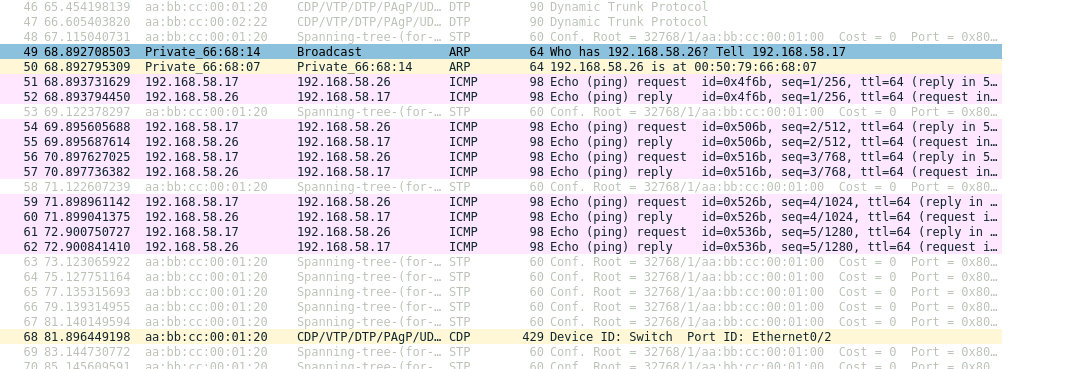 46 65.454198139 aa:bb:cc:00:01:20 CDP/VTP/DTP/PAgP/UD… DTP 90 Dynamic Trunk Protocol
47 66.605403820 aa:bb:cc:00:02:22 CDP/VTP/DTP/PAgP/UD… DTP 90 Dynamic Trunk Protocol
48 67.115040731 aa:bb:cc:00:01:20 Spanning-tree-(for-… STP 60 Conf. Root = 32768/1/aa:bb:cc:00:01:00 Cost = 0 Port = 0x80…
49 68.892708503 Private_66:68:14 Broadcast ARP 64 Who has 192.168.58.26? Tell 192.168.58.17
50 68.892795309 Private_66:68:07 Private_66:68:14 ARP 64 192.168.58.26 is at 00:50:79:66:68:07
51 68.893731629 192.168.58.17 192.168.58.26 ICMP 98 Echo (ping) request id=0x4f6b, seq=1/256, ttl=64 (reply in 5…
52 68.893794450 192.168.58.26 192.168.58.17 ICMP 98 Echo (ping) reply id=0x4f6b, seq=1/256, ttl=64 (request in…
53 69.122378297 aa:bb:cc:00:01:20 Spanning-tree-(for-… STP 60 Conf. Root = 32768/1/aa:bb:cc:00:01:00 Cost = 0 Port = 0x80…
54 69.895605688 192.168.58.17 192.168.58.26 ICMP 98 Echo (ping) request id=0x506b, seq=2/512, ttl=64 (reply in 5…
55 69.895687614 192.168.58.26 192.168.58.17 ICMP 98 Echo (ping) reply id=0x506b, seq=2/512, ttl=64 (request in…
56 70.897627025 192.168.58.17 192.168.58.26 ICMP 98 Echo (ping) request id=0x516b, seq=3/768, ttl=64 (reply in 5…
57 70.897736382 192.168.58.26 192.168.58.17 ICMP 98 Echo (ping) reply id=0x516b, seq=3/768, ttl=64 (request in…
58 71.122607239 aa:bb:cc:00:01:20 Spanning-tree-(for-… STP 60 Conf. Root = 32768/1/aa:bb:cc:00:01:00 Cost = 0 Port = 0x80…
59 71.898961142 192.168.58.17 192.168.58.26 ICMP 98 Echo (ping) request id=0x526b, seq=4/1024, ttl=64 (reply in …
60 71.899041375 192.168.58.26 192.168.58.17 ICMP 98 Echo (ping) reply id=0x526b, seq=4/1024, ttl=64 (request i…
61 72.900750727 192.168.58.17 192.168.58.26 ICMP 98 Echo (ping) request id=0x536b, seq=5/1280, ttl=64 (reply in …
62 72.900841410 192.168.58.26 192.168.58.17 ICMP 98 Echo (ping) reply id=0x536b, seq=5/1280, ttl=64 (request i…
63 73.123065922 aa:bb:cc:00:01:20 Spanning-tree-(for-… STP 60 Conf. Root = 32768/1/aa:bb:cc:00:01:00 Cost = 0 Port = 0x80…
64 75.127751164 aa:bb:cc:00:01:20 Spanning-tree-(for-… STP 60 Conf. Root = 32768/1/aa:bb:cc:00:01:00 Cost = 0 Port = 0x80…
65 77.135315693 aa:bb:cc:00:01:20 Spanning-tree-(for-… STP 60 Conf. Root = 32768/1/aa:bb:cc:00:01:00 Cost = 0 Port = 0x80…
66 79.139314955 aa:bb:cc:00:01:20 Spanning-tree-(for-… STP 60 Conf. Root = 32768/1/aa:bb:cc:00:01:00 Cost = 0 Port = 0x80…
67 81.140149594 aa:bb:cc:00:01:20 Spanning-tree-(for-… STP 60 Conf. Root = 32768/1/aa:bb:cc:00:01:00 Cost = 0 Port = 0x80…
68 81.896449198 aa:bb:cc:00:01:20 CDP/VTP/DTP/PAgP/UD… CDP 429 Device ID: Switch Port ID: Ethernet0/2
69 83.144730772 aa:bb:cc:00:01:20 Spanning-tree-(for-… STP 60 Conf. Root = 32768/1/aa:bb:cc:00:01:00 Cost = 0 Port = 0x80…
70 85.145609591 aa:bb:cc:00:01:20 Spanning-tree-(for-… STP 60 Conf. Root = 32768/1/aa:bb:cc:00:01:00 Cost = 0 Port = 0x80…